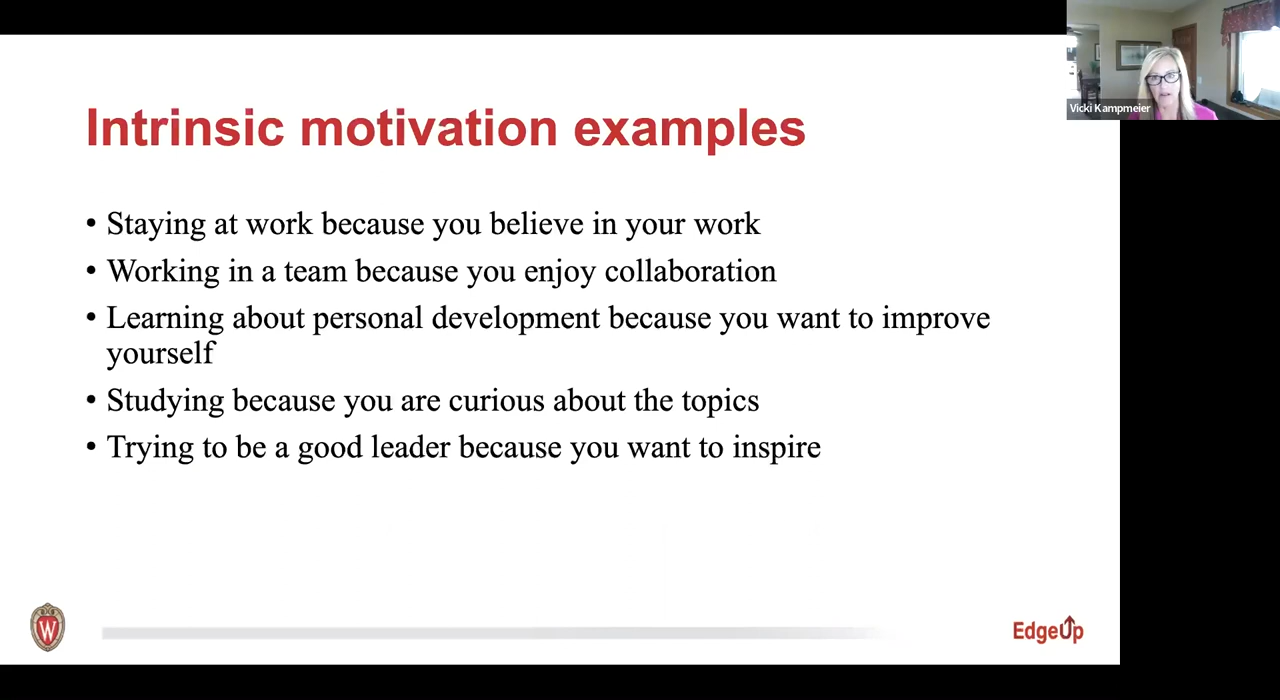 Vicki Kampmeier
Intrinsic motivation examples
• Staying at work because you believe in your work
• Working in a team because you enjoy collaboration
• Learning about personal development because you want to improve
yourself
• Studying because you are curious about the topics
• Trying to be a good leader because you want to inspire
W
EdgeUp